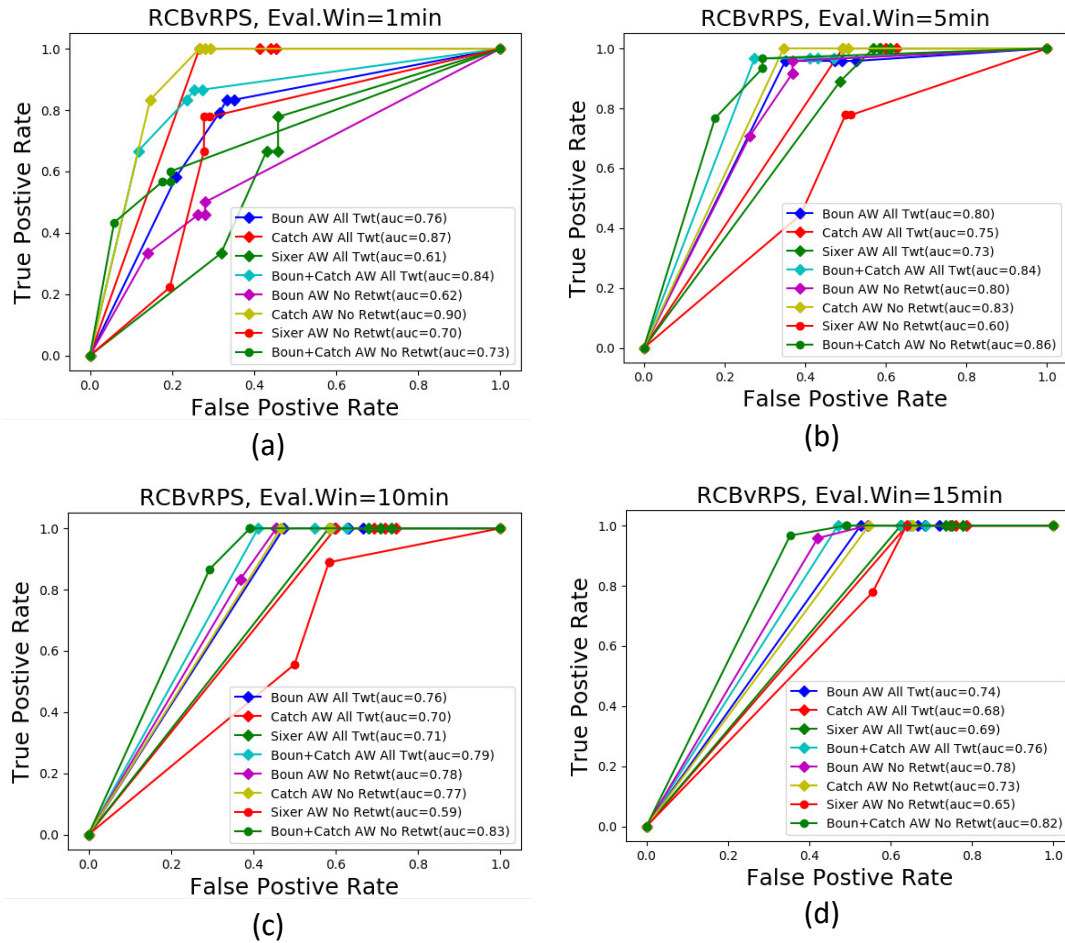 RCBvRPS, Eval.Win=1min
True Postive Rate
1.0
0.8
0.6
0.4
0.2
0.0
Boun AW All Twt(auc=0.76)
Catch AW All Twt(auc=0.87)
Sixer AW All Twt(auc=0.61)
Boun+Catch AW All Twt(auc=0.84)
Boun AW No Retwt(auc=0.62)
Catch AW No Retwt(auc=0.90)
Sixer AW No Retwt(auc=0.70)
Boun+Catch AW No Retwt(auc=0.73)
0.0 0.2 0.4 0.6 0.8 1.0
False Postive Rate
(a)
RCBvRPS, Eval.Win=5min
True Postive Rate
1.0
0.8
0.6
0.4
0.2
0.0
Boun AW All Twt(auc=0.80)
Catch AW All Twt(auc=0.75)
Sixer AW All Twt(auc=0.73)
Boun+Catch AW All Twt(auc=0.84)
Boun AW No Retwt(auc=0.80)
Catch AW No Retwt(auc=0.83)
Sixer AW No Retwt(auc=0.60)
Boun+Catch AW No Retwt(auc=0.86)
0.0 0.2 0.4 0.6 0.8 1.0
False Postive Rate
(b)
RCBvRPS, Eval.Win=10min
True Postive Rate
1.0
0.8
0.6
0.4
0.2
0.0
Boun AW All Twt(auc=0.76)
Catch AW All Twt(auc=0.70)
Sixer AW All Twt(auc=0.71)
Boun+Catch AW All Twt(auc=0.79)
Boun AW No Retwt(auc=0.78)
Catch AW No Retwt(auc=0.77)
Sixer AW No Retwt(auc=0.59)
Boun+Catch AW No Retwt(auc=0.83)
0.0 0.2 0.4 0.6 0.8 1.0
False Postive Rate
(c)
RCBvRPS, Eval.Win=15min
True Postive Rate
1.0
0.8
0.6
0.4
0.2
0.0
Boun AW All Twt(auc=0.74)
Catch AW All Twt(auc=0.68)
Sixer AW All Twt(auc=0.69)
Boun+Catch AW All Twt(auc=0.76)
Boun AW No Retwt(auc=0.78)
Catch AW No Retwt(auc=0.73)
Sixer AW No Retwt(auc=0.65)
Boun+Catch AW No Retwt(auc=0.82)
0.0 0.2 0.4 0.6 0.8 1.0
False Postive Rate
(d)